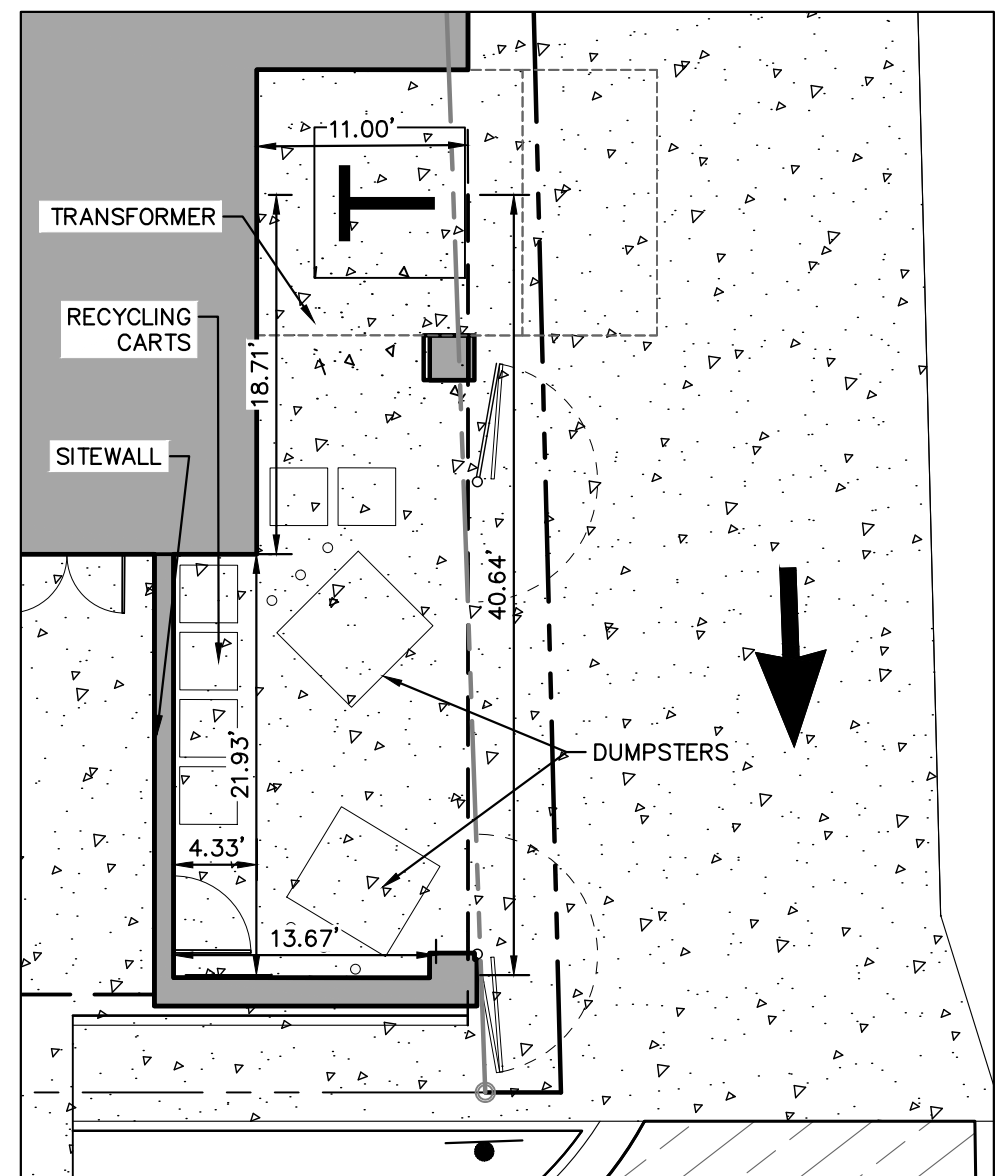 11.00'
T
TRANSFORMER
RECYCLING
CARTS
18.71'
SITEWALL
40.64'
DUMPSTERS
21.93'
4.33'
13.67'